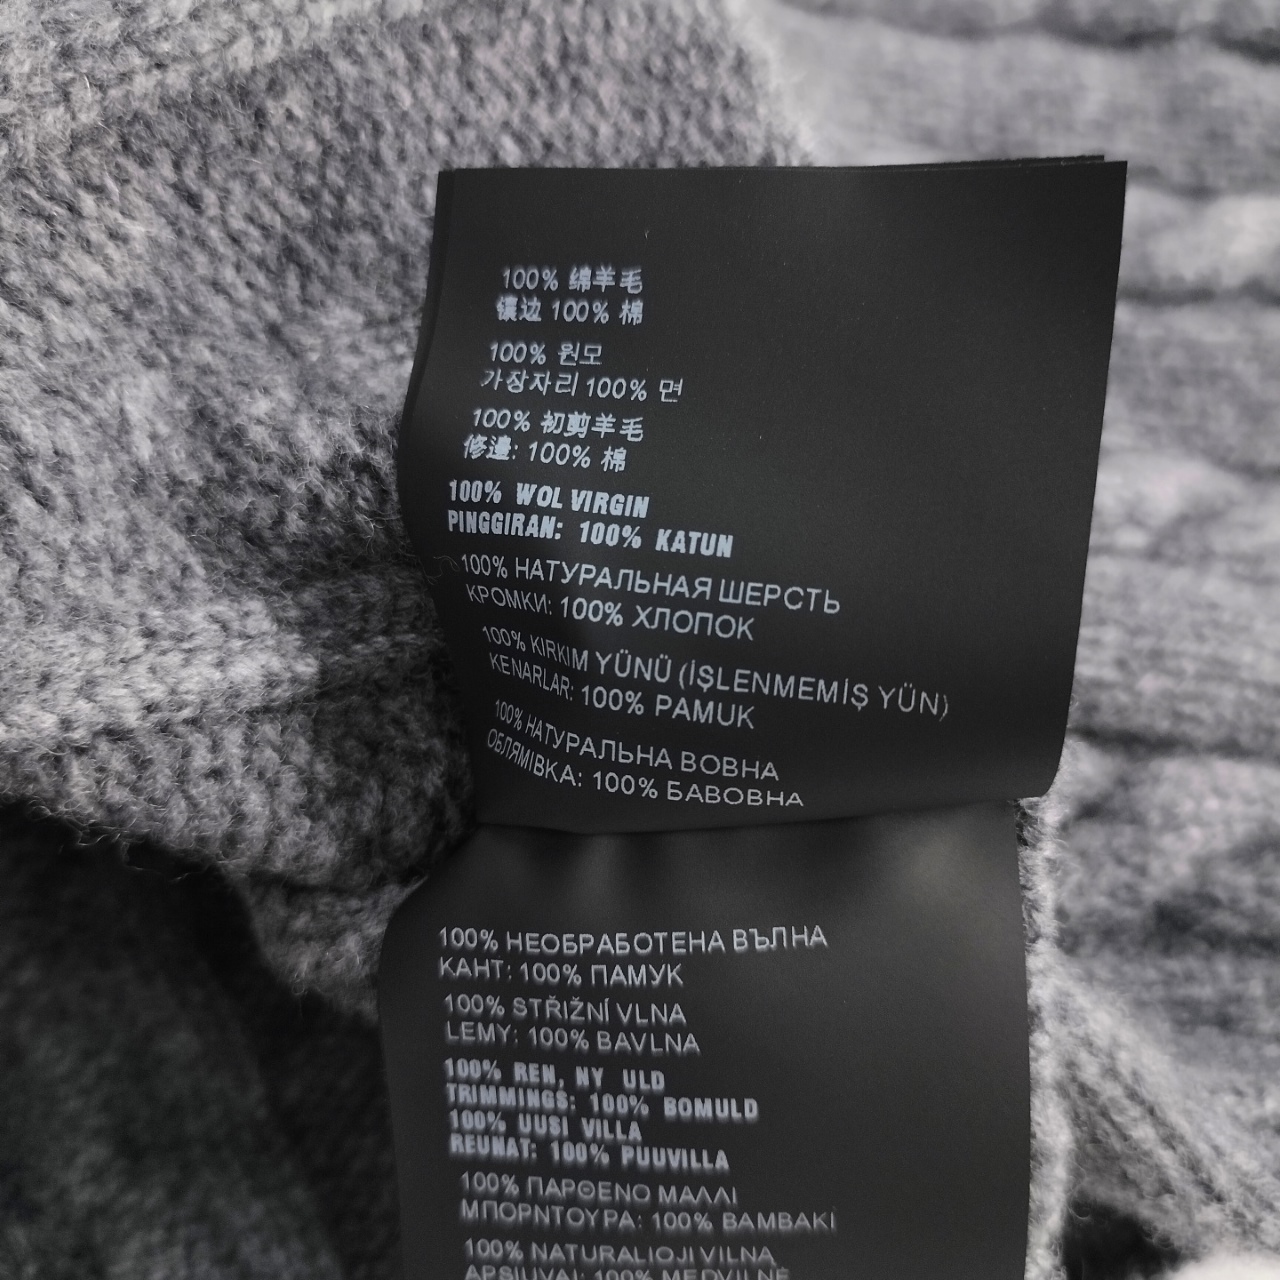 100% 绵羊毛
镶边 100% 棉
100% 원모
가장자리 100% 면
100% 初剪羊毛
修邊: 100% 棉
100% WOL VIRGIN
PINGGIRAN: 100% KATUN
100% НАТУРАЛЬНАЯ ШЕРСТЬ
КРОМКИ: 100% ХЛОПОК
100% KIRKIM YÜNÜ (İŞLENMEMİŞ YÜN)
KENARLAR: 100% PAMUK
100% НАТУРАЛЬНА ВОВНА
ОБЛЯМІВКА: 100% БАВОВНА
100% НЕОБРАБОТЕНА ВЪЛНА
КАНТ: 100% ПАМУК
100% STŘIŽNÍ VLNA
LEMY: 100% BAVLNA
100% REN, NY ULD
TRIMMINGS: 100% BOMULD
100% UUSI VILLA
REUNAT: 100% PUUVILLA
100% ΠΑΡΘΕΝΟ ΜΑΛΛΙ
ΜΠΟΡΝΤΟΥΡΑ: 100% ΒΑΜΒΑΚΙ
100% NATURALIOJI VILNA
APSIUVAI: 100% MEDVILNĖ